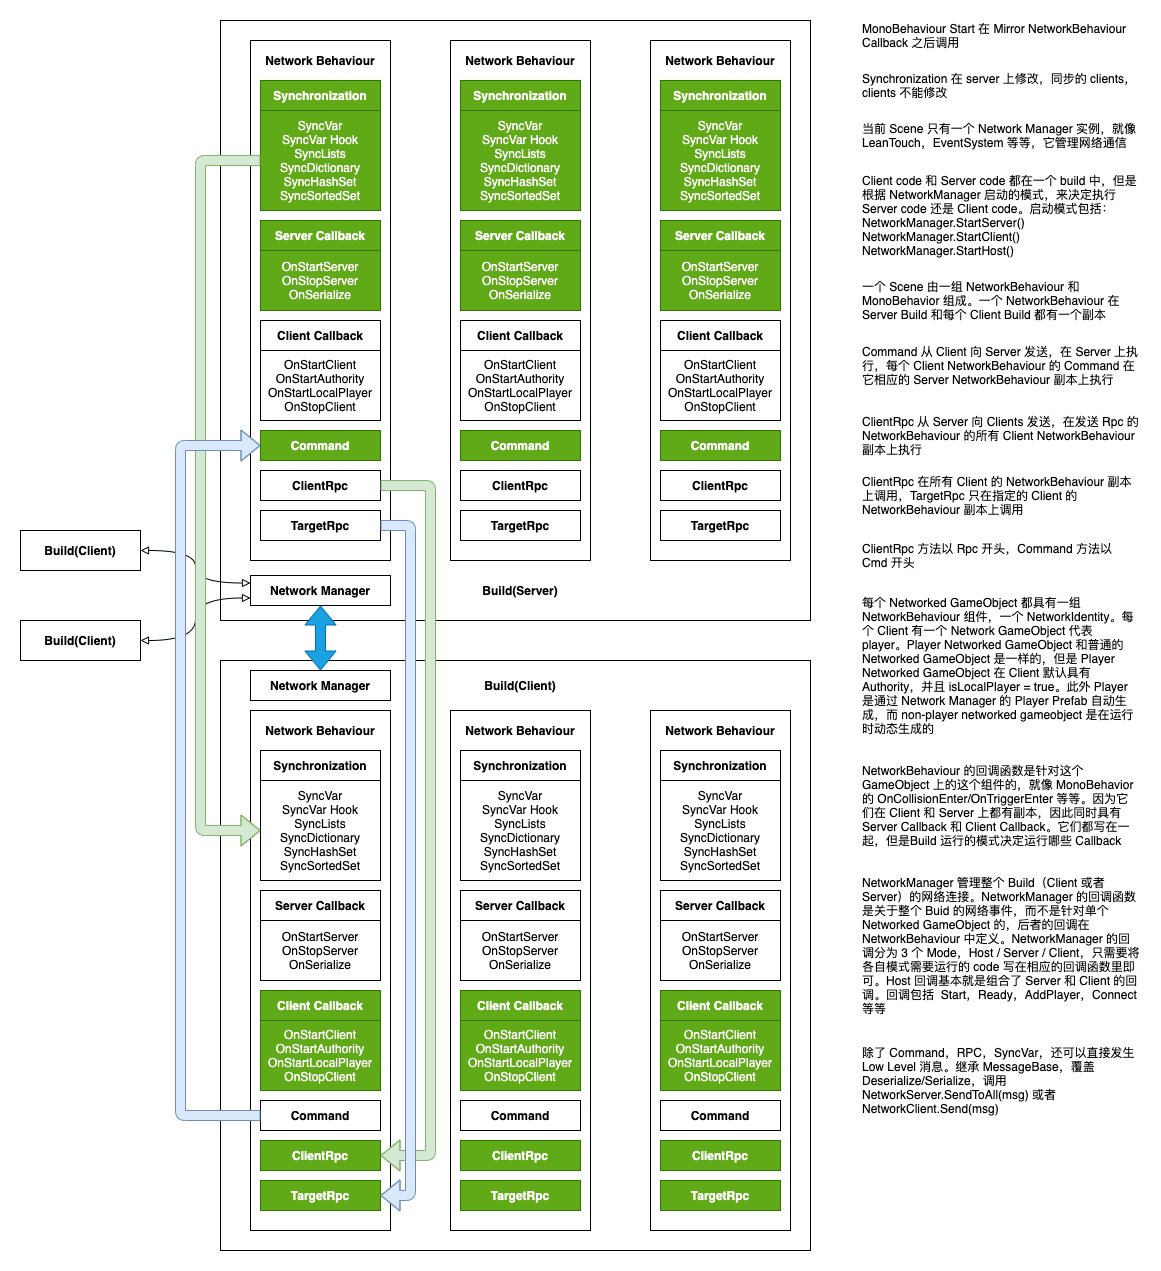 Network Behaviour
Synchronization
SyncVar
SyncVar Hook
SyncLists
SyncDictionary
SyncHashSet
SyncSortedSet
Server Callback
OnStartServer
OnStopServer
OnSerialize
Client Callback
OnStartClient
OnStartAuthority
OnStartLocalPlayer
OnStopClient
Command
ClientRpc
TargetRpc
Network Behaviour
Synchronization
SyncVar
SyncVar Hook
SyncLists
SyncDictionary
SyncHashSet
SyncSortedSet
Server Callback
OnStartServer
OnStopServer
OnSerialize
Client Callback
OnStartClient
OnStartAuthority
OnStartLocalPlayer
OnStopClient
Command
ClientRpc
TargetRpc
Network Behaviour
Synchronization
SyncVar
SyncVar Hook
SyncLists
SyncDictionary
SyncHashSet
SyncSortedSet
Server Callback
OnStartServer
OnStopServer
OnSerialize
Client Callback
OnStartClient
OnStartAuthority
OnStartLocalPlayer
OnStopClient
Command
ClientRpc
TargetRpc
Build(Client)
Build(Client)
Network Manager
Build(Server)
Network Manager
Build(Client)
Network Behaviour
Synchronization
SyncVar
SyncVar Hook
SyncLists
SyncDictionary
SyncHashSet
SyncSortedSet
Server Callback
OnStartServer
OnStopServer
OnSerialize
Client Callback
OnStartClient
OnStartAuthority
OnStartLocalPlayer
OnStopClient
Command
ClientRpc
TargetRpc
Network Behaviour
Synchronization
SyncVar
SyncVar Hook
SyncLists
SyncDictionary
SyncHashSet
SyncSortedSet
Server Callback
OnStartServer
OnStopServer
OnSerialize
Client Callback
OnStartClient
OnStartAuthority
OnStartLocalPlayer
OnStopClient
Command
ClientRpc
TargetRpc
Network Behaviour
Synchronization
SyncVar
SyncVar Hook
SyncLists
SyncDictionary
SyncHashSet
SyncSortedSet
Server Callback
OnStartServer
OnStopServer
OnSerialize
Client Callback
OnStartClient
OnStartAuthority
OnStartLocalPlayer
OnStopClient
Command
ClientRpc
TargetRpc
MonoBehaviour Start 在 Mirror NetworkBehaviour
Callback 之后调用
Synchronization 在 server 上修改，同步的 clients，
clients 不能修改
当前 Scene 只有一个 Network Manager 实例，就像
LeanTouch，EventSystem 等等，它管理网络通信
Client code 和 Server code 都在一个 build 中，但是
根据 NetworkManager 启动的模式，来决定执行
Server code 还是 Client code。启动模式包括：
NetworkManager.StartServer()
NetworkManager.StartClient()
NetworkManager.StartHost()
一个 Scene 由一组 NetworkBehaviour 和
MonoBehavior 组成。一个 NetworkBehaviour 在
Server Build 和每个 Client Build 都有一个副本
Command 从 Client 向 Server 发送，在 Server 上执
行，每个 Client NetworkBehaviour 的 Command 在
它相应的 Server NetworkBehaviour 副本上执行
ClientRpc 从 Server 向 Clients 发送，在发送 Rpc 的
NetworkBehaviour 的所有 Client NetworkBehaviour
副本上执行
ClientRpc 在所有 Client 的 NetworkBehaviour 副本
上调用，TargetRpc 只在指定的 Client 的
NetworkBehaviour 副本上调用
ClientRpc 方法以 Rpc 开头，Command 方法以
Cmd 开头
每个 Networked GameObject 都具有一组
NetworkBehaviour 组件，一个 NetworkIdentity。每
个 Client 有一个 Network GameObject 代表
player。Player Networked GameObject 和普通的
Networked GameObject 是一样的，但是 Player
Networked GameObject 在 Client 默认具有
Authority，并且 isLocalPlayer = true。此外 Player
是通过 Network Manager 的 Player Prefab 自动生
成，而 non-player networked gameobject 是在运行
时动态生成的
NetworkBehaviour 的回调函数是针对这个
GameObject 上的这个组件的，就像 MonoBehavior
的 OnCollisionEnter/OnTriggerEnter 等等。因为它
们在 Client 和 Server 上都有副本，因此同时具有
Server Callback 和 Client Callback。它们都写在一
起，但是Build 运行的模式决定运行哪些 Callback
NetworkManager 管理整个 Build（Client 或者
Server）的网络连接。NetworkManager 的回调函数
是关于整个 Buid 的网络事件，而不是针对单个
Networked GameObject 的，后者的回调在
NetworkBehaviour 中定义。NetworkManager 的回
调分为 3 个 Mode，Host / Server / Client，只需要将
各自模式需要运行的 code 写在相应的回调函数里即
可。Host 回调基本就是组合了 Server 和 Client 的回
调。回调包括 Start，Ready，AddPlayer，Connect
等等
除了 Command，RPC，SyncVar，还可以直接发生
Low Level 消息。继承 MessageBase，覆盖
Deserialize/Serialize，调用
NetworkServer.SendToAll(msg) 或者
NetworkClient.Send(msg)